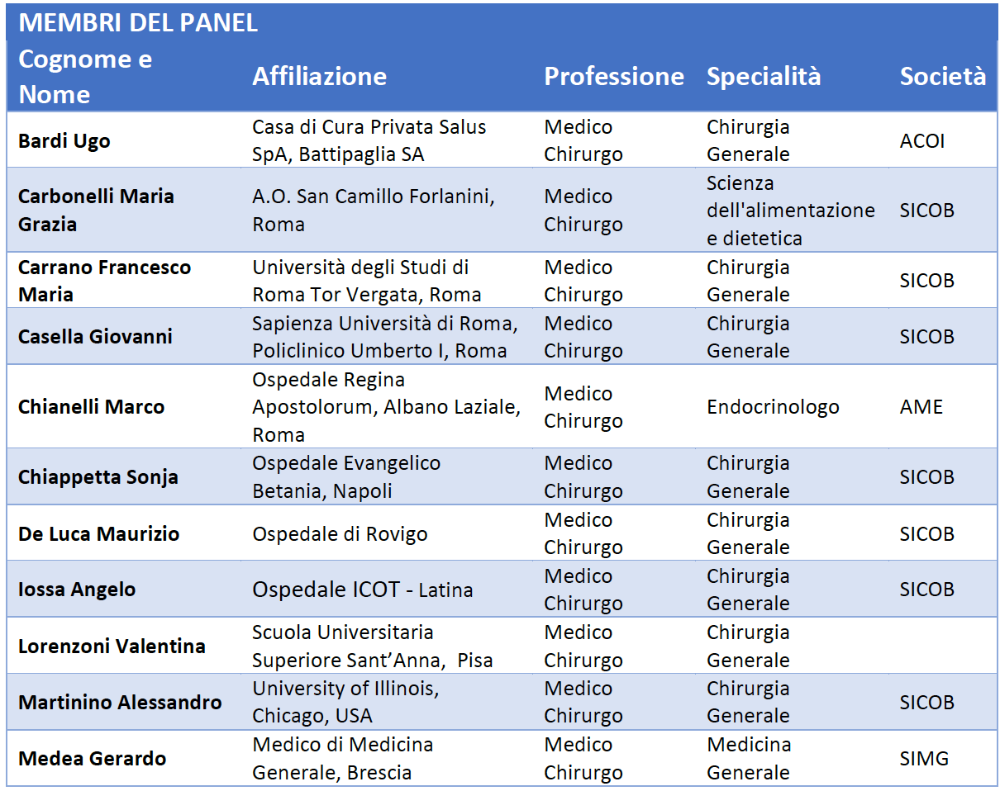 MEMBRI DEL PANEL
Cognome e
Nome
Affiliazione
Professione
Specialità
Società
Bardi Ugo
Casa di Cura Privata Salus
SpA, Battipaglia SA
Medico
Chirurgo
Chirurgia
Generale
ACOI
Carbonelli Maria
Grazia
A.O. San Camillo Forlanini,
Roma
Medico
Chirurgo
Scienza
dell'alimentazione
e dietetica
SICOB
Carrano Francesco
Maria
Università degli Studi di
Roma Tor Vergata, Roma
Medico
Chirurgo
Chirurgia
Generale
SICOB
Casella Giovanni
Sapienza Università di Roma,
Policlinico Umberto I, Roma
Medico
Chirurgo
Chirurgia
Generale
SICOB
Chianelli Marco
Ospedale Regina
Apostolorum, Albano Laziale,
Roma
Medico
Chirurgo
Endocrinologo
AME
Chiappetta Sonja
Ospedale Evangelico
Betania, Napoli
Medico
Chirurgo
Chirurgia
Generale
SICOB
De Luca Maurizio
Ospedale di Rovigo
Medico
Chirurgo
Chirurgia
Generale
SICOB
Iossa Angelo
Ospedale ICOT - Latina
Medico
Chirurgo
Chirurgia
Generale
SICOB
Lorenzoni Valentina
Scuola Universitaria
Superiore Sant’Anna,  Pisa
Medico
Chirurgo
Chirurgia
Generale
Martinino Alessandro
University of Illinois,
Chicago, USA
Medico
Chirurgo
Chirurgia
Generale
SICOB
Medea Gerardo
Medico di Medicina
Generale, Brescia
Medico
Chirurgo
Medicina
Generale
SIMG